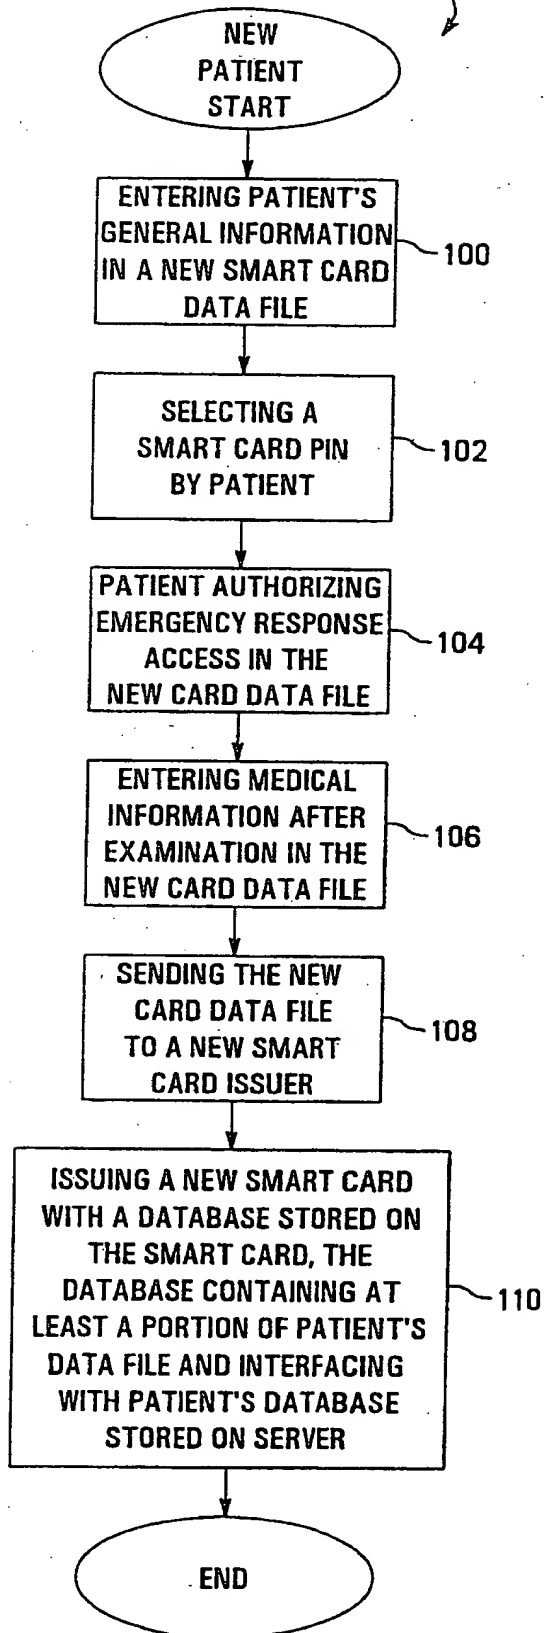 NEW
PATIENT
START
ENTERING PATIENT'S
GENERAL INFORMATION
IN A NEW SMART CARD
DATA FILE
100
SELECTING A
SMART CARD PIN
BY PATIENT
102
PATIENT AUTHORIZING
EMERGENCY RESPONSE
ACCESS IN THE
NEW CARD DATA FILE
104
ENTERING MEDICAL
INFORMATION AFTER
EXAMINATION IN THE
NEW CARD DATA FILE
106
SENDING THE NEW
CARD DATA FILE
TO A NEW SMART
CARD ISSUER
108
ISSUING A NEW SMART CARD
WITH A DATABASE STORED ON
THE SMART CARD, THE
DATABASE CONTAINING AT
LEAST A PORTION OF PATIENT'S
DATA FILE AND INTERFACING
WITH PATIENT'S DATABASE
STORED ON SERVER
110
END